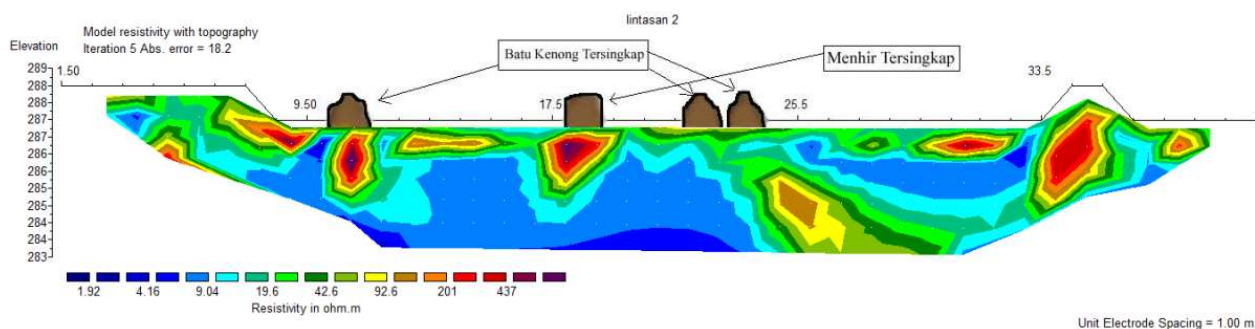 lintasan 2
Model resistivity with topography
Iteration 5 Abs. error = 18.2
Elevation
Batu Kenong Tersingkap
Menhir Tersingkap
289
288
288
287
286
285
284
284
283
1.50
9.50
17.5
25.5
33.5
1.92 4.16 9.04 19.6 42.6 92.6 201 437
Resistivity in ohm.m
Unit Electrode Spacing = 1.00 m